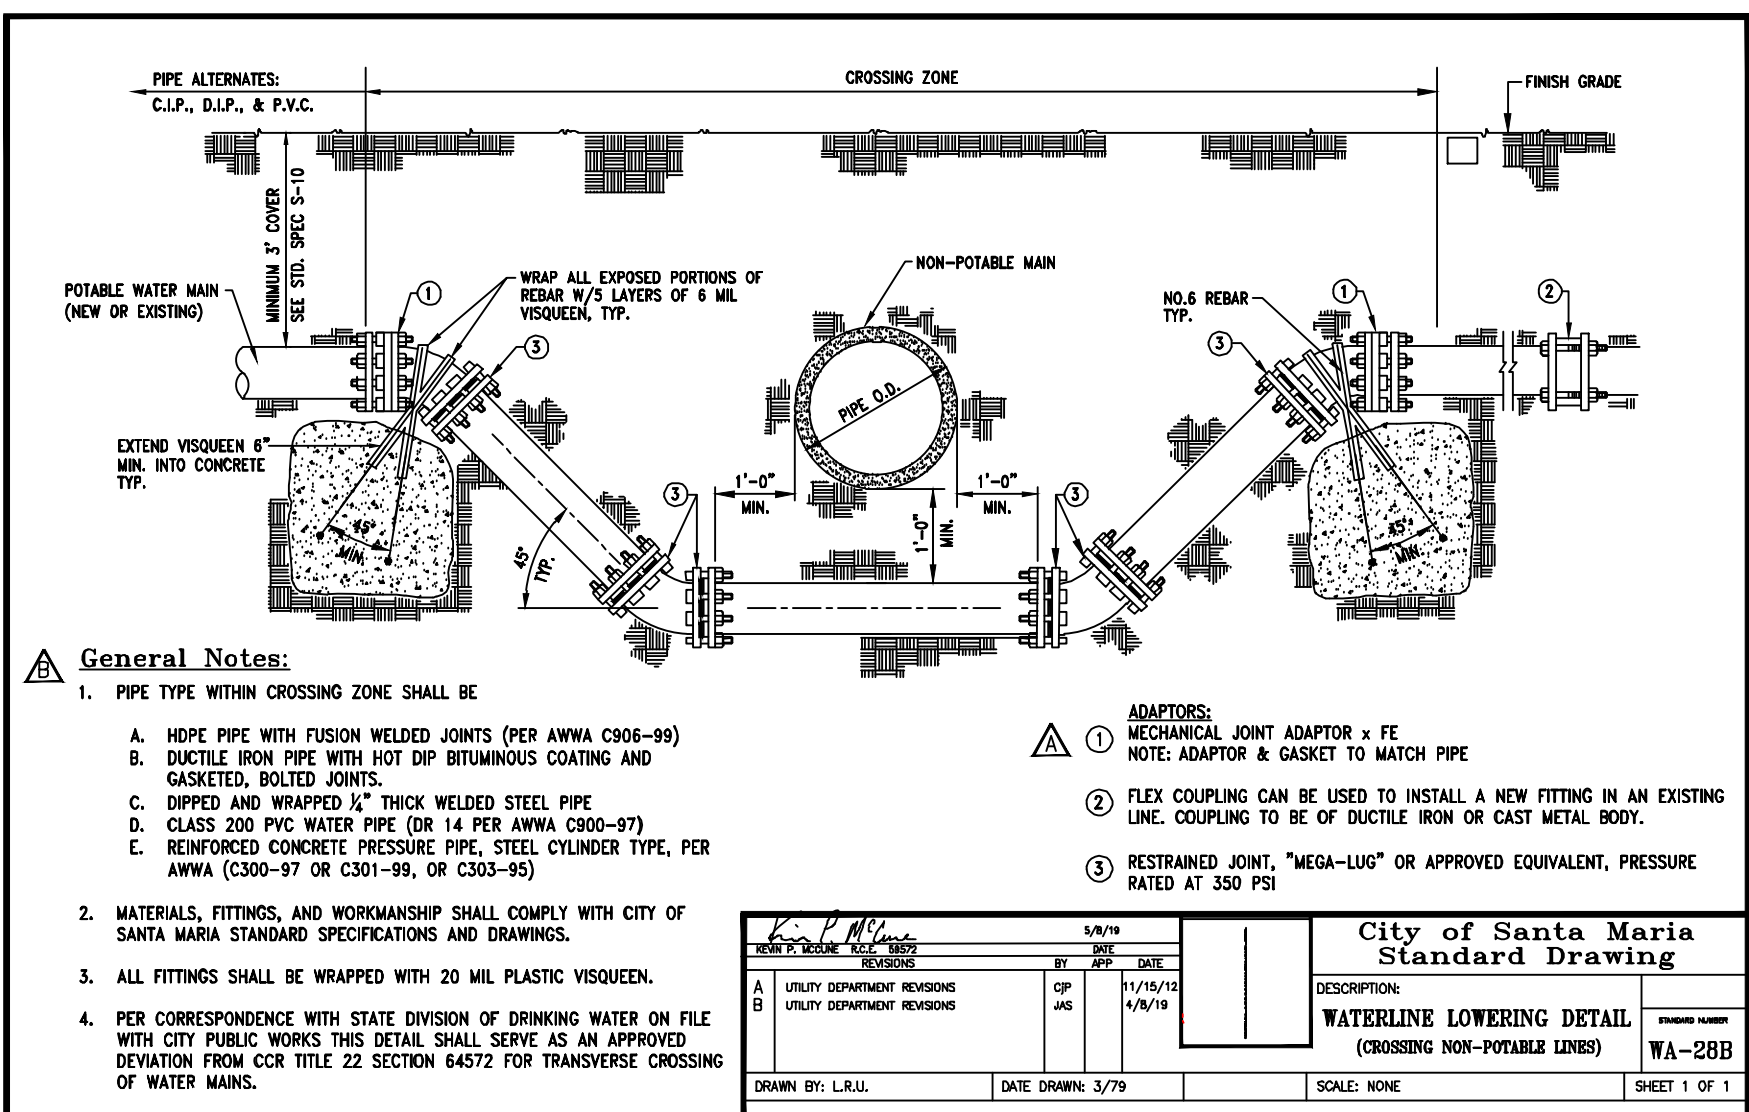 PIPE ALTERNATES:
C.I.P., D.I.P., & P.V.C.
CROSSING ZONE
FINISH GRADE
MINIMUM 3' COVER
SEE STD. SPEC S-10
POTABLE WATER MAIN
(NEW OR EXISTING)
1
WRAP ALL EXPOSED PORTIONS OF
REBAR W/5 LAYERS OF 6 MIL
VISQUEEN, TYP.
3
NON-POTABLE MAIN
PIPE O.D.
NO.6 REBAR
TYP.
1
2
3
EXTEND VISQUEEN 6"
MIN. INTO CONCRETE
TYP.
45°
MIN.
45°
TYP.
3
1'-0"
MIN.
1'-0"
MIN.
1'-0"
MIN.
3
45°
MIN.
B
General Notes:
1. PIPE TYPE WITHIN CROSSING ZONE SHALL BE
A. HDPE PIPE WITH FUSION WELDED JOINTS (PER AWWA C906-99)
B. DUCTILE IRON PIPE WITH HOT DIP BITUMINOUS COATING AND
GASKETED, BOLTED JOINTS.
C. DIPPED AND WRAPPED ¼" THICK WELDED STEEL PIPE
D. CLASS 200 PVC WATER PIPE (DR 14 PER AWWA C900-97)
E. REINFORCED CONCRETE PRESSURE PIPE, STEEL CYLINDER TYPE, PER
AWWA (C300-97 OR C301-99, OR C303-95)
2. MATERIALS, FITTINGS, AND WORKMANSHIP SHALL COMPLY WITH CITY OF
SANTA MARIA STANDARD SPECIFICATIONS AND DRAWINGS.
3. ALL FITTINGS SHALL BE WRAPPED WITH 20 MIL PLASTIC VISQUEEN.
4. PER CORRESPONDENCE WITH STATE DIVISION OF DRINKING WATER ON FILE
WITH CITY PUBLIC WORKS THIS DETAIL SHALL SERVE AS AN APPROVED
DEVIATION FROM CCR TITLE 22 SECTION 64572 FOR TRANSVERSE CROSSING
OF WATER MAINS.
ADAPTORS:
A
1 MECHANICAL JOINT ADAPTOR x FE
NOTE: ADAPTOR & GASKET TO MATCH PIPE
2 FLEX COUPLING CAN BE USED TO INSTALL A NEW FITTING IN AN EXISTING
LINE. COUPLING TO BE OF DUCTILE IRON OR CAST METAL BODY.
3 RESTRAINED JOINT, "MEGA-LUG" OR APPROVED EQUIVALENT, PRESSURE
RATED AT 350 PSI
Kevin P. McCune 5/8/19
KEVIN P. MCCUNE R.C.E. 59572 DATE
REVISIONS BY APP DATE
A UTILITY DEPARTMENT REVISIONS CJP 11/15/12
B UTILITY DEPARTMENT REVISIONS JAS 4/8/19
DRAWN BY: L.R.U. DATE DRAWN: 3/79
City of Santa Maria
Standard Drawing
DESCRIPTION:
WATERLINE LOWERING DETAIL
(CROSSING NON-POTABLE LINES)
STANDARD NUMBER
WA-28B
SCALE: NONE SHEET 1 OF 1